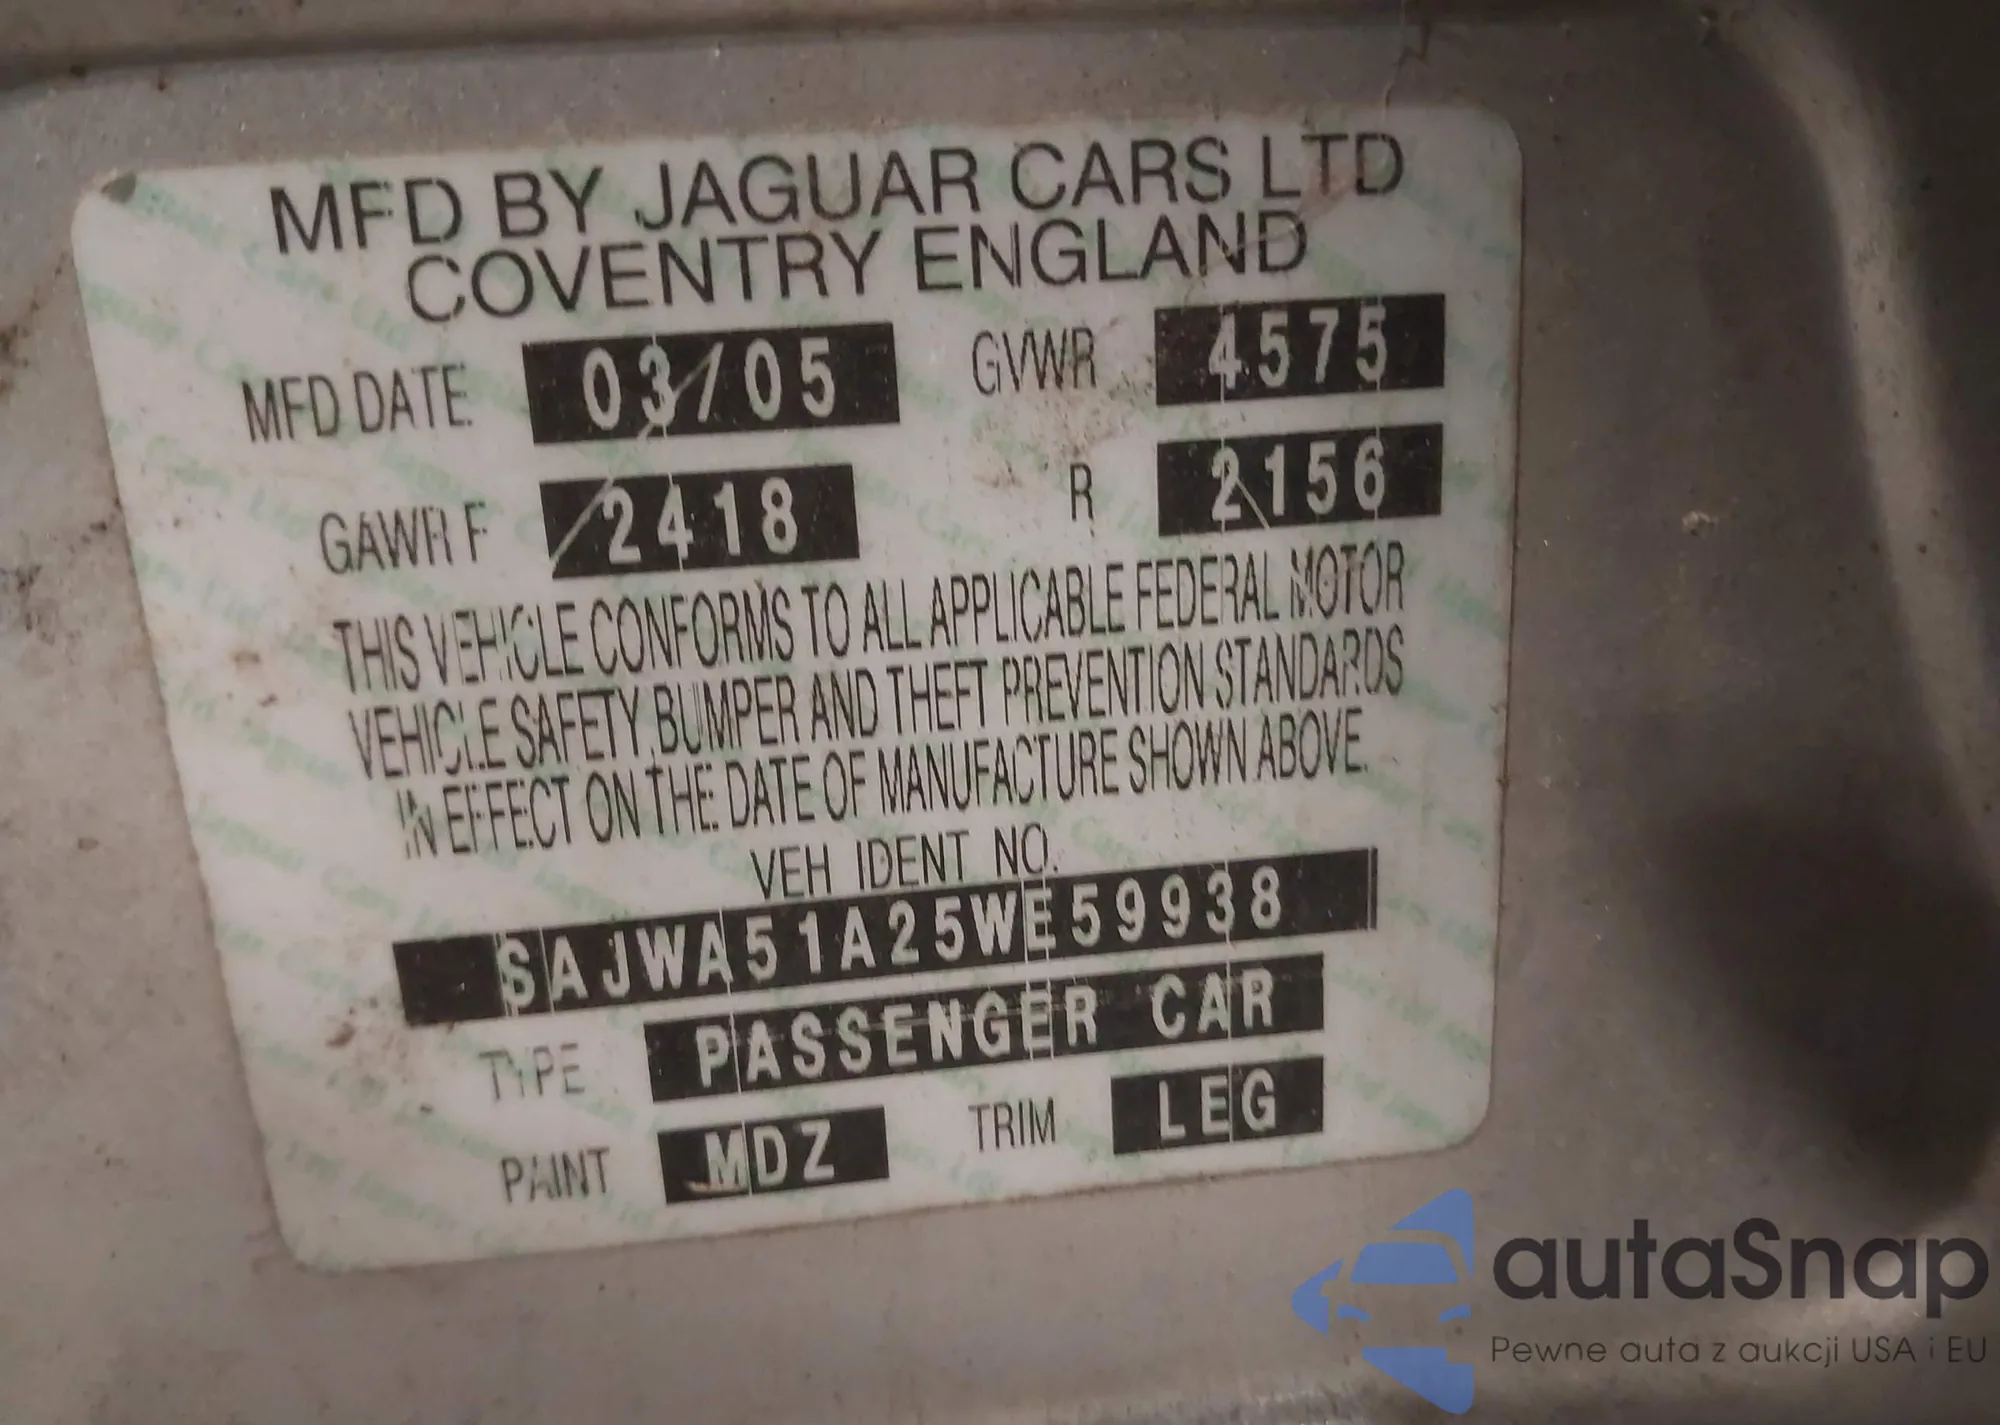 MFD BY JAGUAR CARS LTD
COVENTRY ENGLAND
MFD DATE 03/05 GVWR 4575
GAWR F 2418 R 2156
THIS VEHICLE CONFORMS TO ALL APPLICABLE FEDERAL MOTOR
VEHICLE SAFETY, BUMPER AND THEFT PREVENTION STANDARDS
IN EFFECT ON THE DATE OF MANUFACTURE SHOWN ABOVE.
VEH IDENT NO.
SAJWA51A25WE59938
TYPE PASSENGER CAR
PAINT MDZ TRIM LEG
autaSnap
Pewne auta z aukcji USA i EU